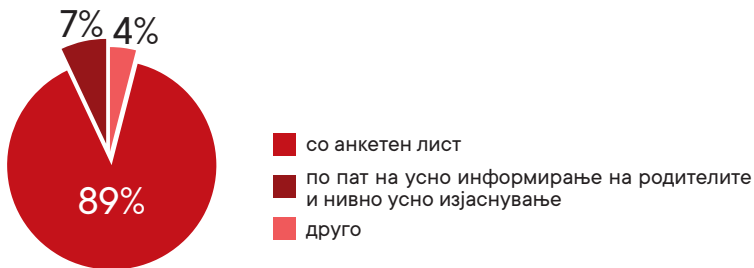 7% 4%
89%
со анкетен лист
по пат на усно информирање на родителите
и нивно усно изјаснување
друго